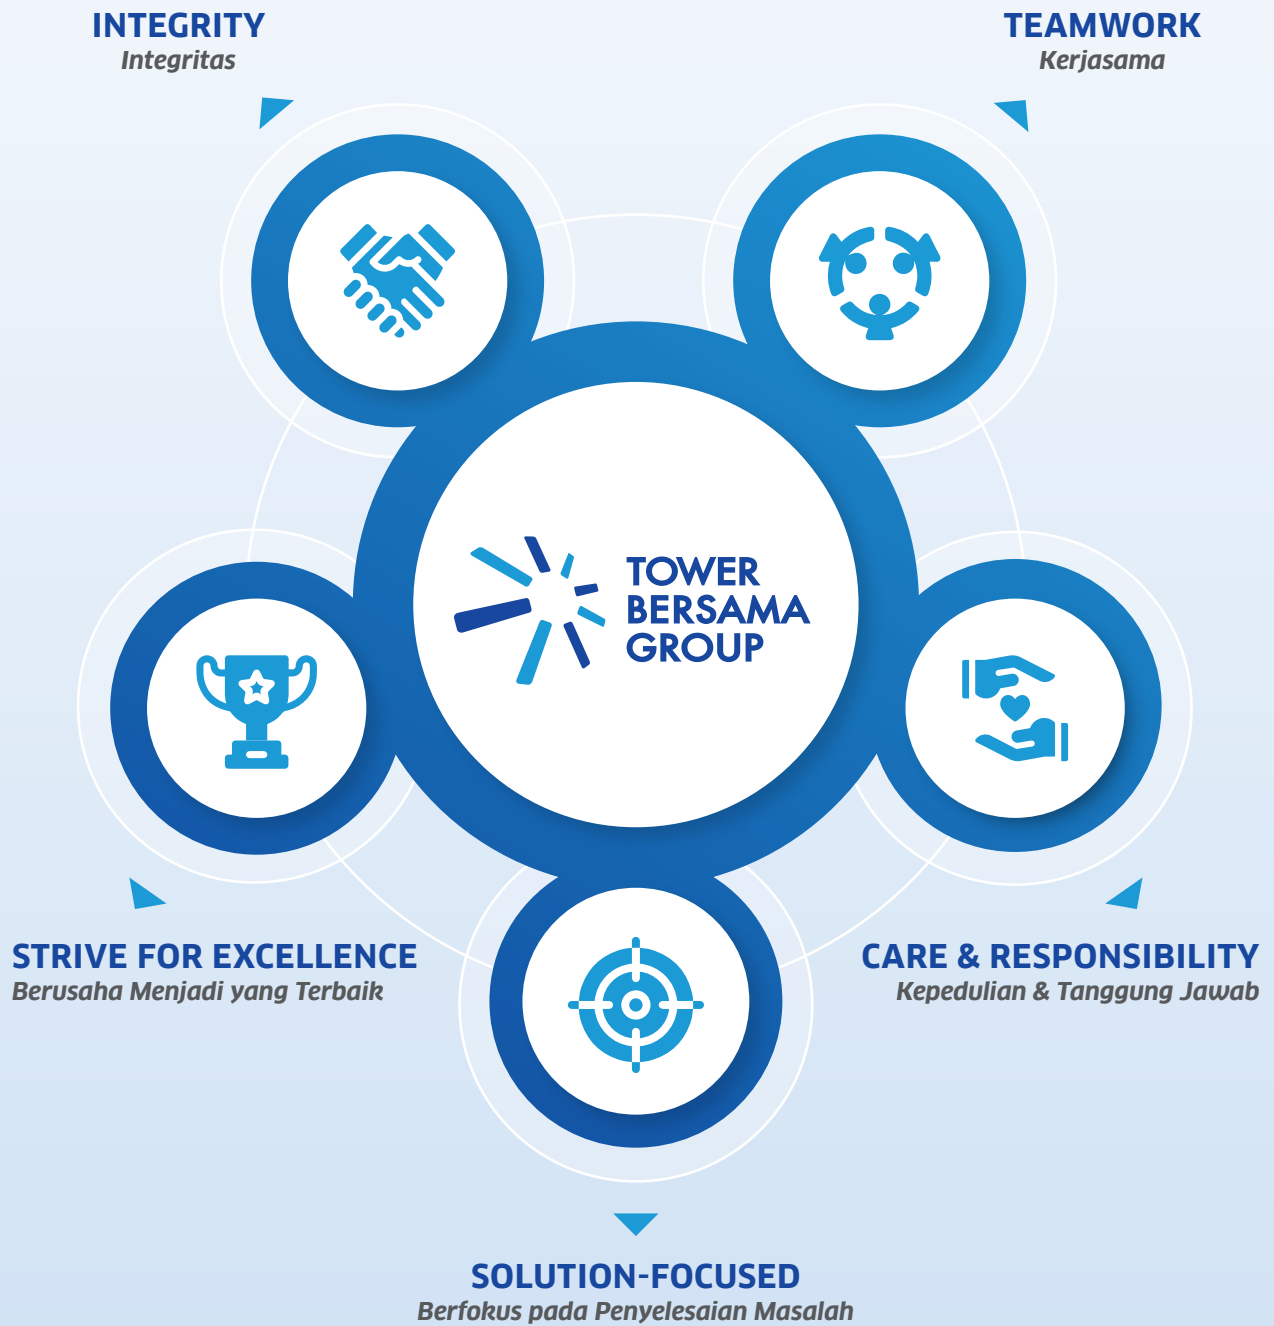 INTEGRITY
Integritas
TEAMWORK
Kerjasama
TOWER
BERSAMA
GROUP
STRIVE FOR EXCELLENCE
Berusaha Menjadi yang Terbaik
CARE & RESPONSIBILITY
Kepedulian & Tanggung Jawab
SOLUTION-FOCUSED
Berfokus pada Penyelesaian Masalah